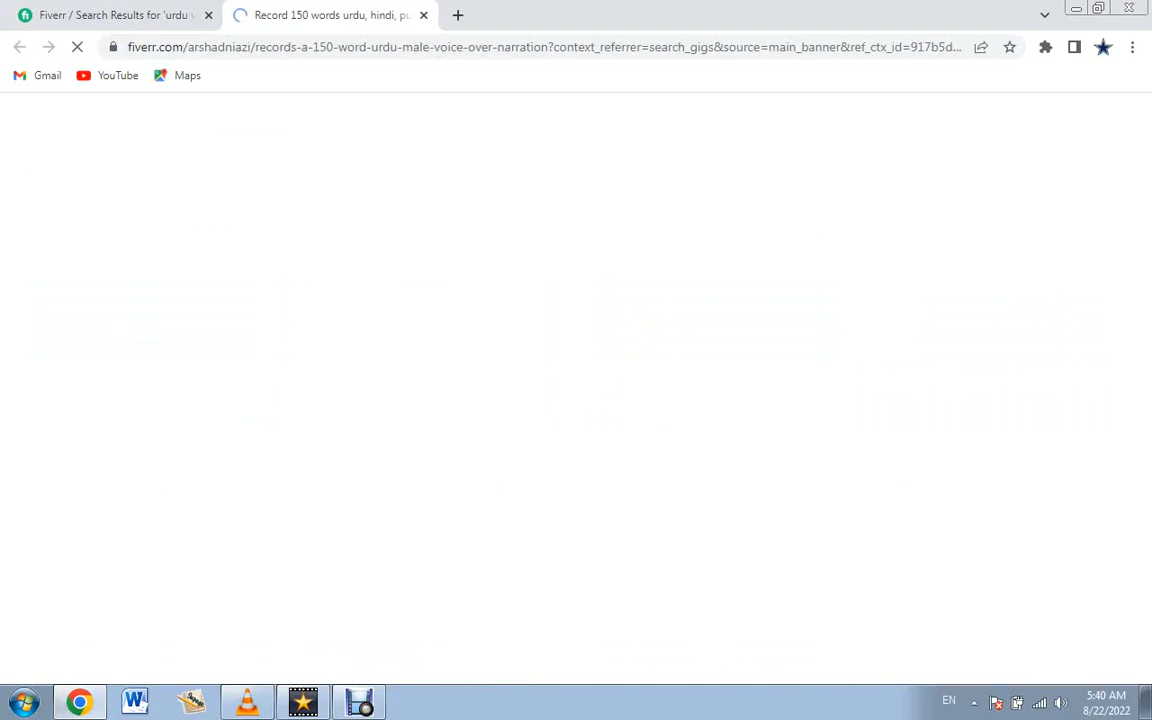 Fiverr / Search Results for 'urdu v
Record 150 words urdu, hindi, pu
fiverr.com/arshadniazi/records-a-150-word-urdu-male-voice-over-narration?context_referrer=search_gigs&source=main_banner&ref_ctx_id=917b5d...
Gmail
YouTube
Maps
EN
5:40 AM
8/22/2022